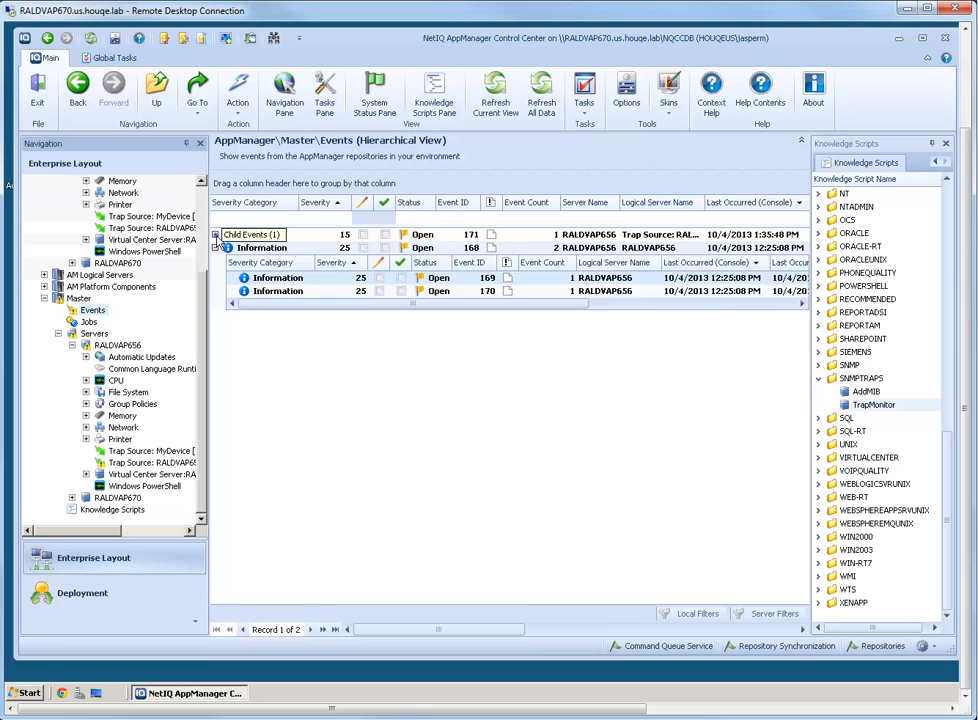 RALDVAP670.us.houqe.lab - Remote Desktop Connection
NetIQ AppManager Control Center on \\RALDVAP670.us.houqe.lab\NQCCDB (HOUQEUS\jasperm)
Main
Global Tasks
Exit
Back
Forward
Up
Go To
Action
Navigation Pane
Tasks Pane
System Status Pane
Knowledge Scripts Pane
Refresh Current View
Refresh All Data
Tasks
Options
Skins
Context Help
Help Contents
About
File
Navigation
Action
View
Tasks
Tools
Help
Navigation
Enterprise Layout
Memory
Network
Printer
Trap Source: MyDevice [
Trap Source: RALDVAP6!
Virtual Center Server:RA
Windows PowerShell
RALDVAP670
AM Logical Servers
AM Platform Components
Master
Events
Jobs
Servers
RALDVAP656
Automatic Updates
Common Language Runti
CPU
File System
Group Policies
Memory
Network
Printer
Trap Source: MyDevice [
Trap Source: RALDVAP6!
Virtual Center Server:RA
Windows PowerShell
RALDVAP670
Knowledge Scripts
Enterprise Layout
Deployment
AppManager\Master\Events (Hierarchical View)
Show events from the AppManager repositories in your environment
Drag a column header here to group by that column
Severity Category Severity Status Event ID Event Count Server Name Logical Server Name Last Occurred (Console)
Child Events (1) 15 Open 171 1 RALDVAP656 Trap Source: RAL... 10/4/2013 1:35:48 PM
Information 25 Open 168 2 RALDVAP656 RALDVAP656 10/4/2013 12:25:08 PM
Severity Category Severity Status Event ID Event Count Logical Server Name Last Occurred (Console) Last Occu
Information 25 Open 169 1 RALDVAP656 10/4/2013 12:25:08 PM 10/4/2013
Information 25 Open 170 1 RALDVAP656 10/4/2013 12:25:08 PM 10/4/2013
Record 1 of 2
Local Filters
Server Filters
Knowledge Scripts
Knowledge Scripts
Knowledge Script Name
NT
NTADMIN
OCS
ORACLE
ORACLE-RT
ORACLEUNIX
PHONEQUALITY
POWERSHELL
RECOMMENDED
REPORTADSI
REPORTAM
SHAREPOINT
SIEMENS
SNMP
SNMPTRAPS
AddMIB
TrapMonitor
SQL
SQL-RT
UNIX
VIRTUALCENTER
VOIPQUALITY
WEBLOGICSVRUNIX
WEB-RT
WEBSPHEREAPPSRVUNIX
WEBSPHEREMQUNIX
WIN2000
WIN2003
WIN-RT7
WMI
WTS
XENAPP
Command Queue Service
Repository Synchronization
Repositories
Start
NetIQ AppManager C...